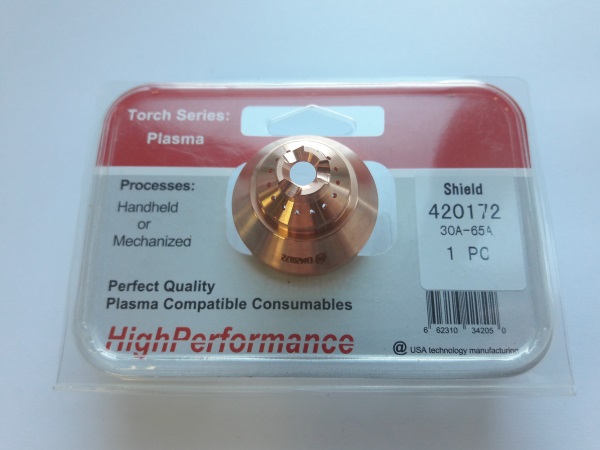 Torch Series:
Plasma
Processes:
Handheld
or
Mechanized
Shield
420172
30A-65A
1 PC
Perfect Quality
Plasma Compatible Consumables
HighPerformance
6 62310 34205 0
@ USA technology manufacturing